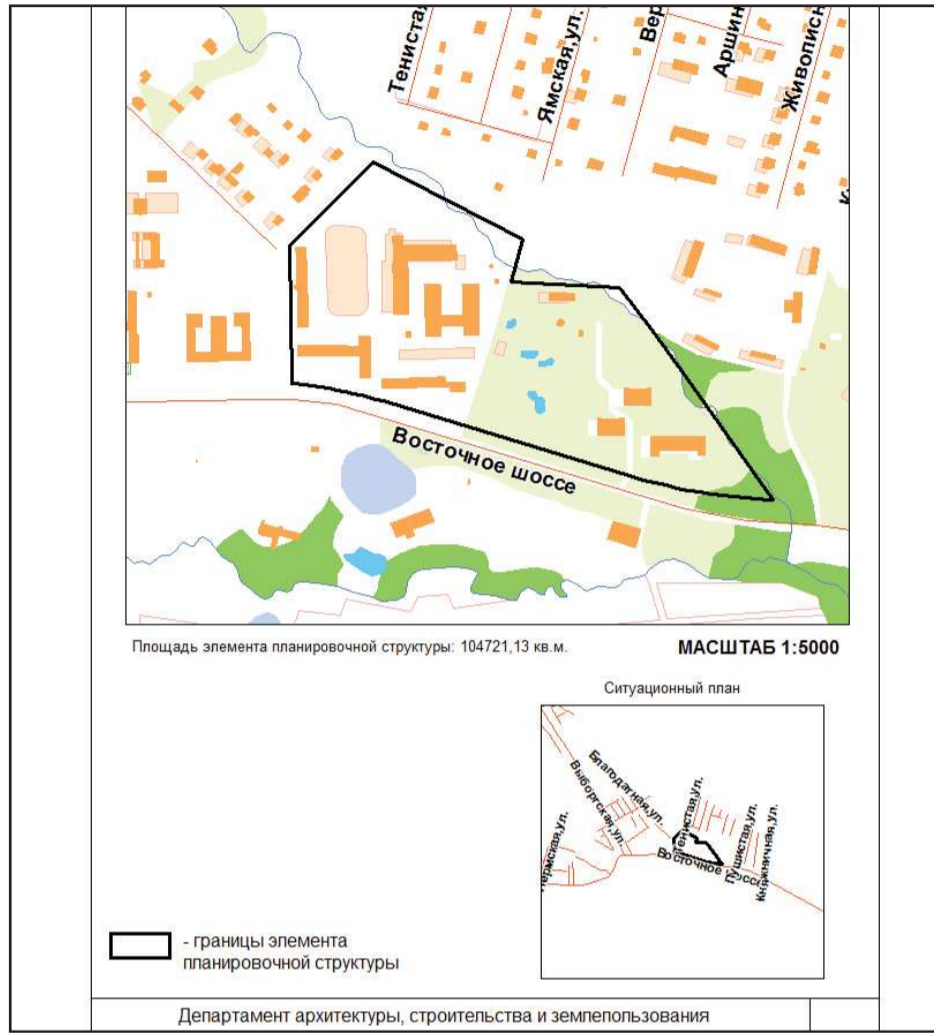 Тенистая
Ямская,ул.
Вер
Аршин
Живописн
К
Восточное шоссе
Площадь элемента планировочной структуры: 104721,13 кв.м.
МАСШТАБ 1:5000
Ситуационный план
Благодатная,ул.
Выборгская,ул.
Тенистая,ул.
Пушистая,ул.
Княжничная,ул.
Пермская,ул.
Восточное шоссе
- границы элемента
планировочной структуры
Департамент архитектуры, строительства и землепользования